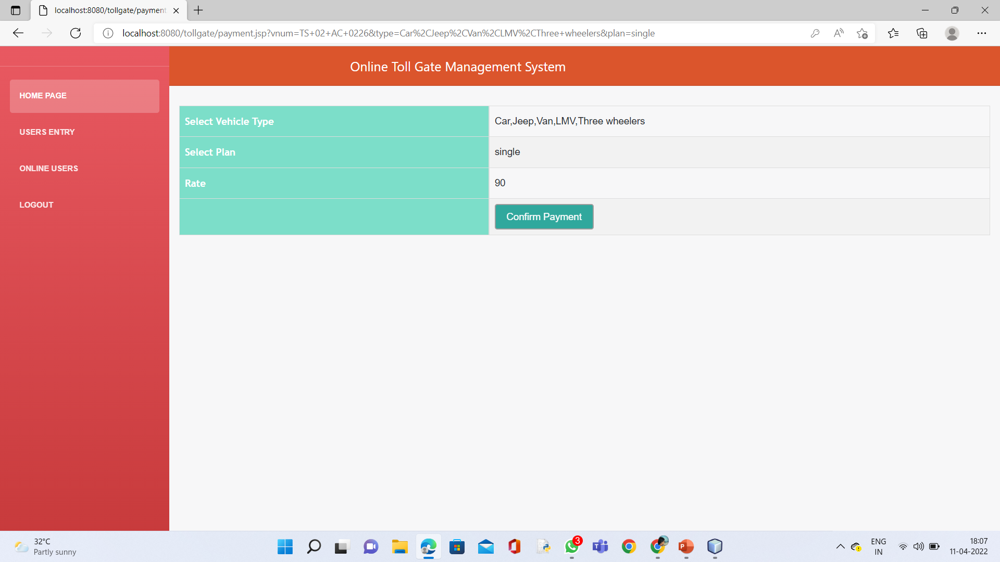 localhost:8080/tollgate/payment
localhost:8080/tollgate/payment.jsp?vnum=TS+02+AC+0226&type=Car%2CJeep%2CVan%2CLMV%2CThree+wheelers&plan=single
Online Toll Gate Management System
HOME PAGE
USERS ENTRY
ONLINE USERS
LOGOUT
Select Vehicle Type Car,Jeep,Van,LMV,Three wheelers
Select Plan single
Rate 90
Confirm Payment
32°C
Partly sunny
3
ENG
IN
18:07
11-04-2022